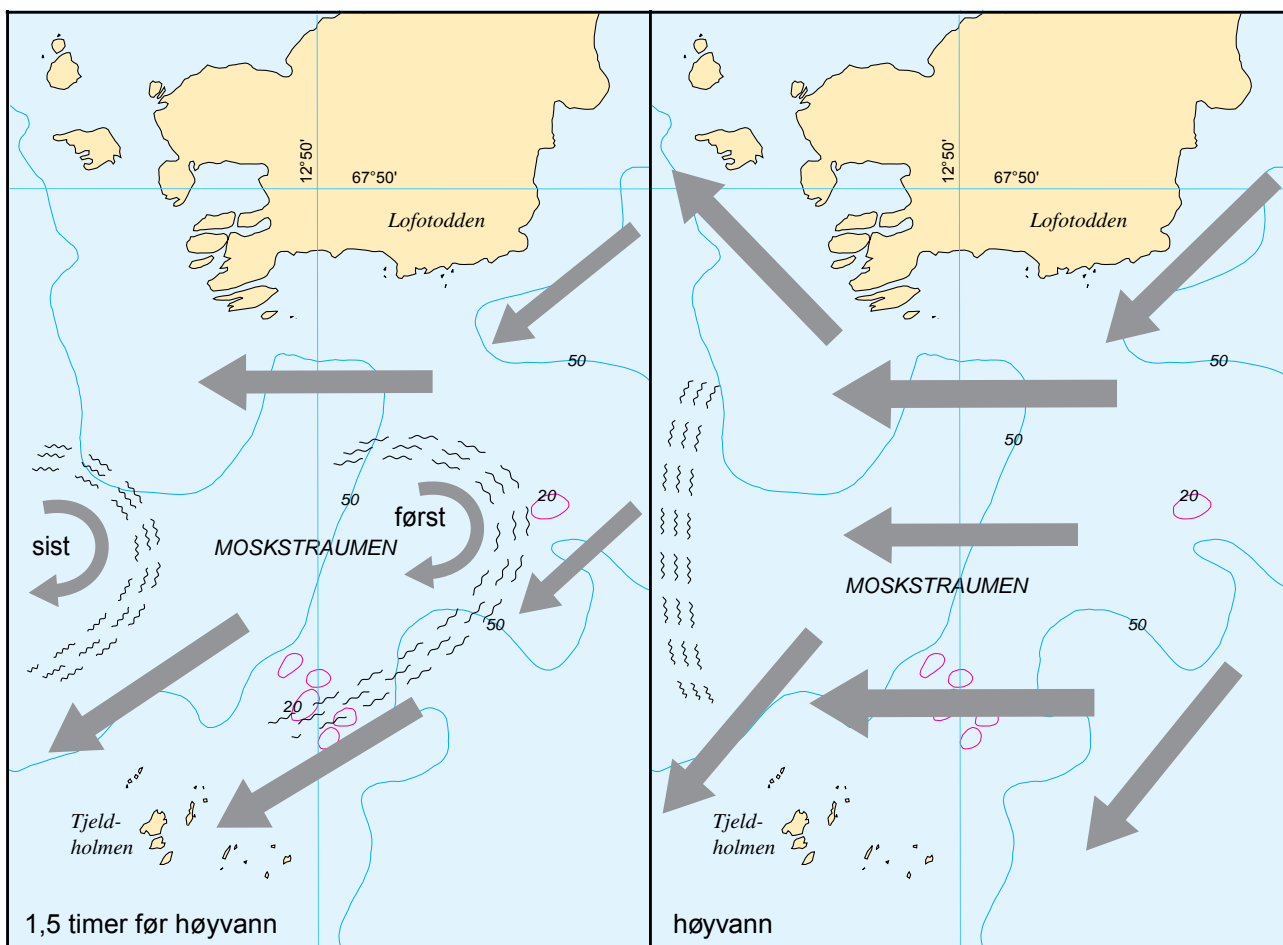 12°50'
67°50'
Lofotodden
50
50
20
først
sist
MOSKSTRAUMEN
50
20
Tjeld-
holmen
1,5 timer før høyvann
12°50'
67°50'
Lofotodden
50
50
20
MOSKSTRAUMEN
50
Tjeld-
holmen
høyvann